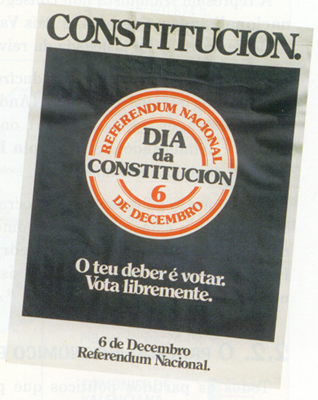 CONSTITUCION.
REFERENDUM NACIONAL
DIA
da
CONSTITUCION
6
DE DECEMBRO
O teu deber é votar.
Vota libremente.
6 de Decembro
Referendum Nacional.